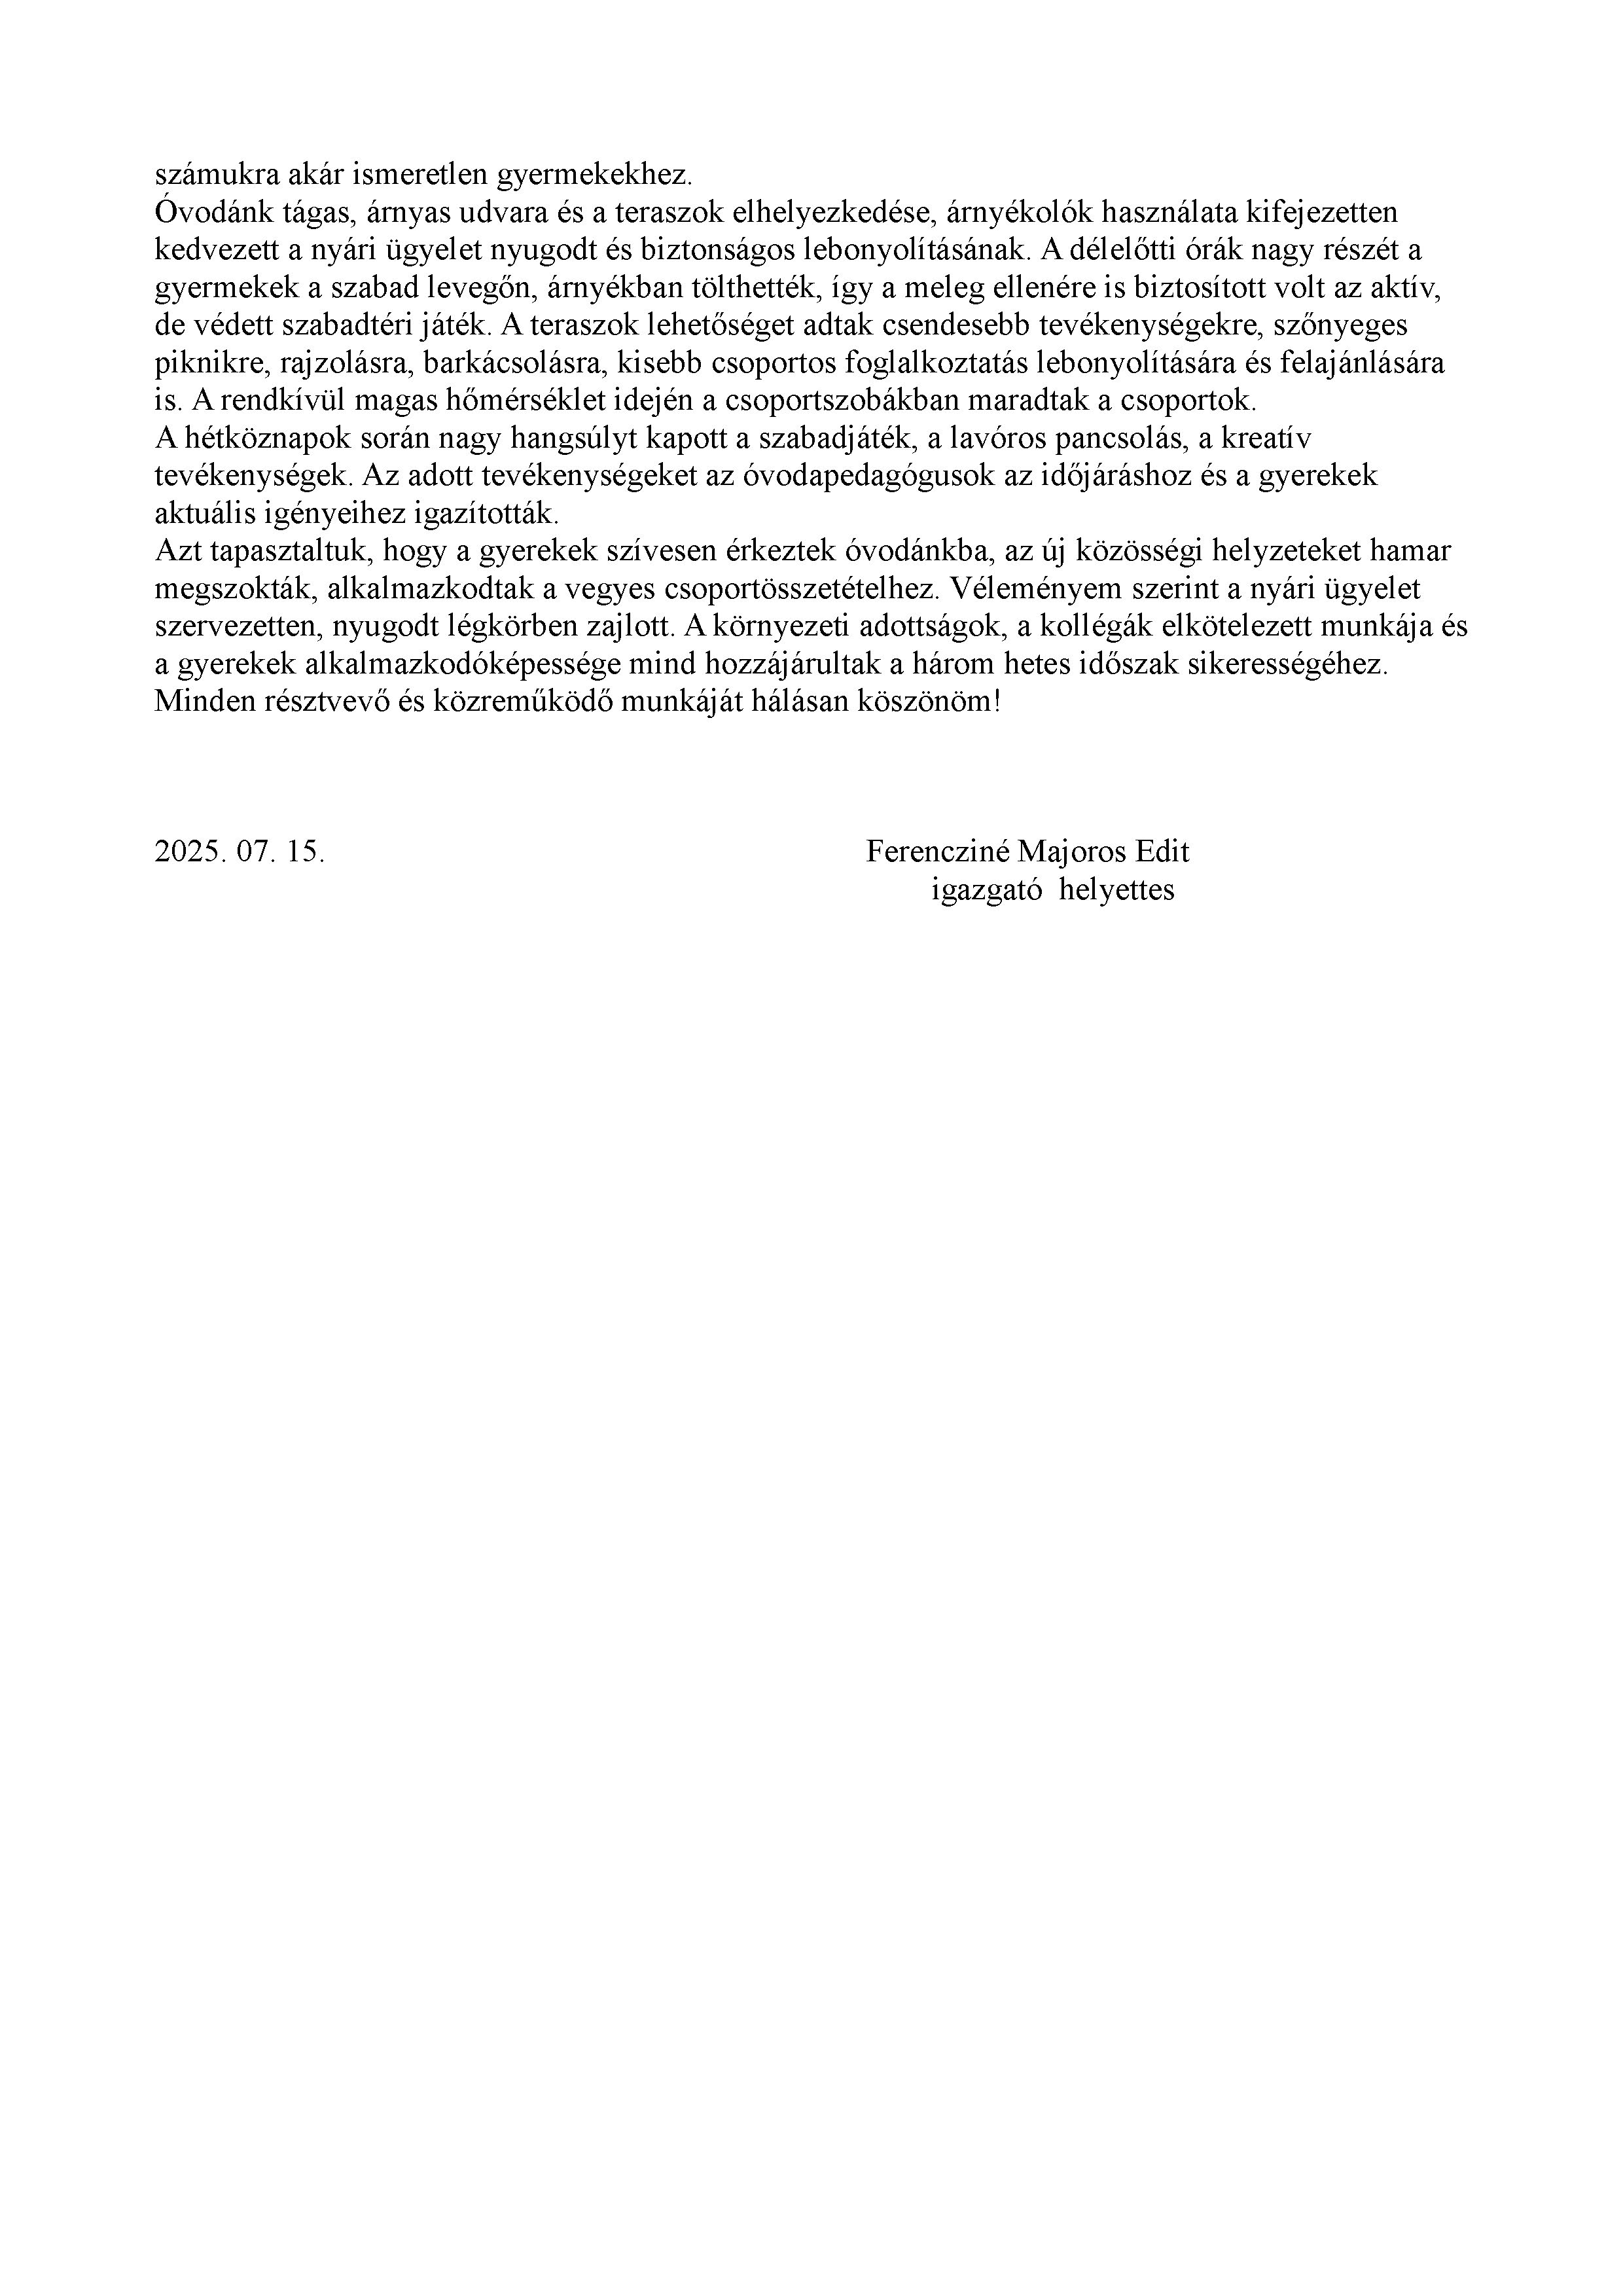 számukra akár ismeretlen gyermekekhez.
Óvodánk tágas, árnyas udvara és a teraszok elhelyezkedése, árnyékolók használata kifejezetten
kedvezett a nyári ügyelet nyugodt és biztonságos lebonyolításának. A délelőtti órák nagy részét a
gyermekek a szabad levegőn, árnyékban tölthették, így a meleg ellenére is biztosított volt az aktív,
de védett szabadtéri játék. A teraszok lehetőséget adtak csendesebb tevékenységekre, szőnyeges
piknikre, rajzolásra, barkácsolásra, kisebb csoportos foglalkoztatás lebonyolítására és felajánlására
is. A rendkívül magas hőmérséklet idején a csoportszobákban maradtak a csoportok.
A hétköznapok során nagy hangsúlyt kapott a szabadjáték, a lavóros pancsolás, a kreatív
tevékenységek. Az adott tevékenységeket az óvodapedagógusok az időjáráshoz és a gyerekek
aktuális igényeihez igazították.
Azt tapasztaltuk, hogy a gyerekek szívesen érkeztek óvodánkba, az új közösségi helyzeteket hamar
megszokták, alkalmazkodtak a vegyes csoportösszetételhez. Véleményem szerint a nyári ügyelet
szervezetten, nyugodt légkörben zajlott. A környezeti adottságok, a kollégák elkötelezett munkája és
a gyerekek alkalmazkodóképessége mind hozzájárultak a három hetes időszak sikerességéhez.
Minden résztvevő és közreműködő munkáját hálásan köszönöm!
2025. 07. 15. Ferencziné Majoros Edit
igazgató  helyettes